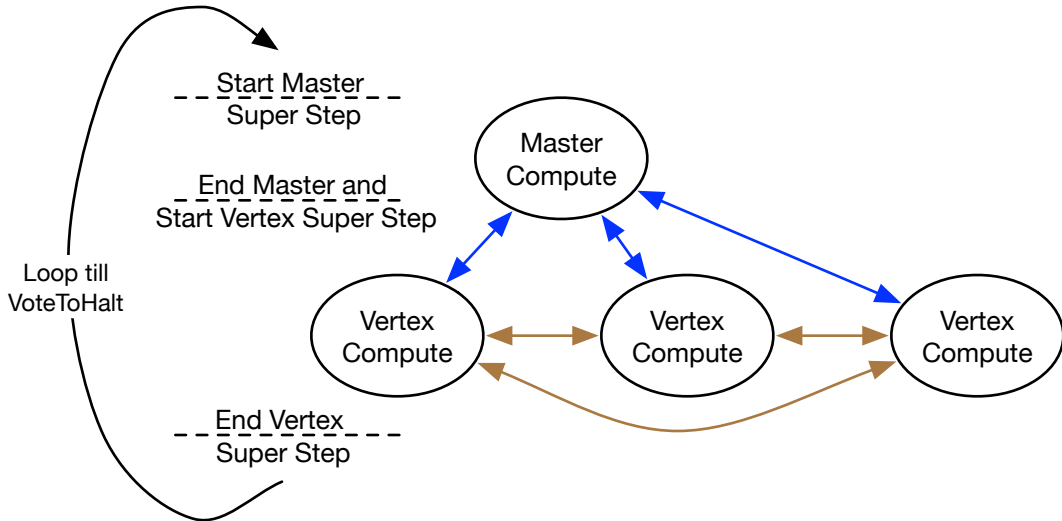 Start Master
Super Step
Master
Compute
End Master and
Start Vertex Super Step
Loop till
VoteToHalt
Vertex
Compute
Vertex
Compute
Vertex
Compute
End Vertex
Super Step